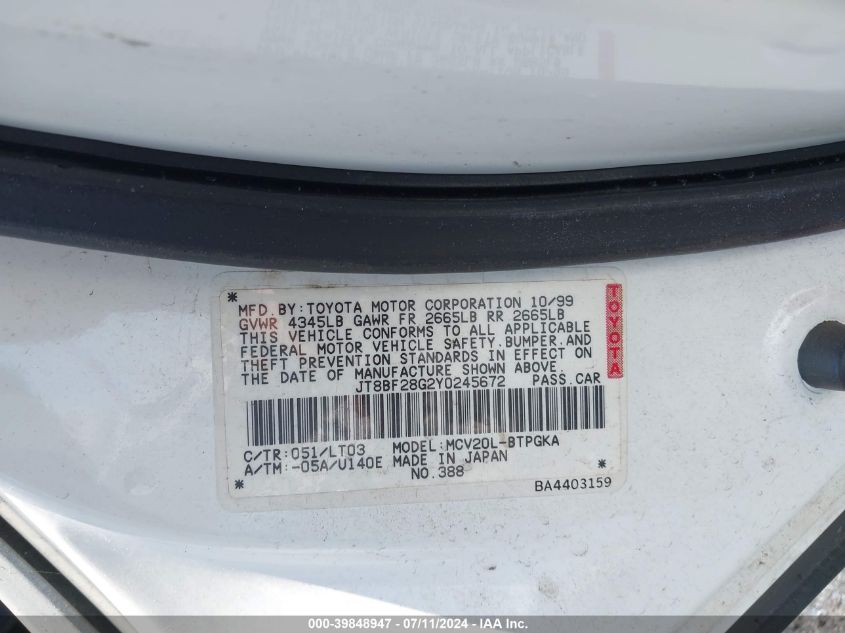 MFD.BY:TOYOTA MOTOR CORPORATION 10/99
GVWR 4345LB GAWR FR 2665LB RR 2665LB
THIS VEHICLE CONFORMS TO ALL APPLICABLE
FEDERAL MOTOR VEHICLE SAFETY.BUMPER.AND
THEFT PREVENTION STANDARDS IN EFFECT ON
THE DATE OF MANUFACTURE SHOWN ABOVE.
JT8BF28G2Y0245672 PASS.CAR
TOYOTA
C/TR:051/LT03 MODEL:MCV20L-BTPGKA
A/TM:-05A/U140E MADE IN JAPAN
NO.388
BA4403159
000-39848947 - 07/11/2024 - © IAA Inc.